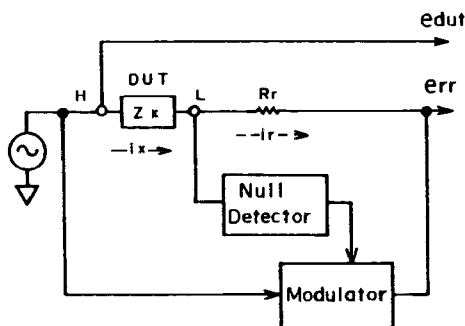 edut
DUT
H
L
Rr
err
Zx
ix
ir
Null
Detector
Modulator